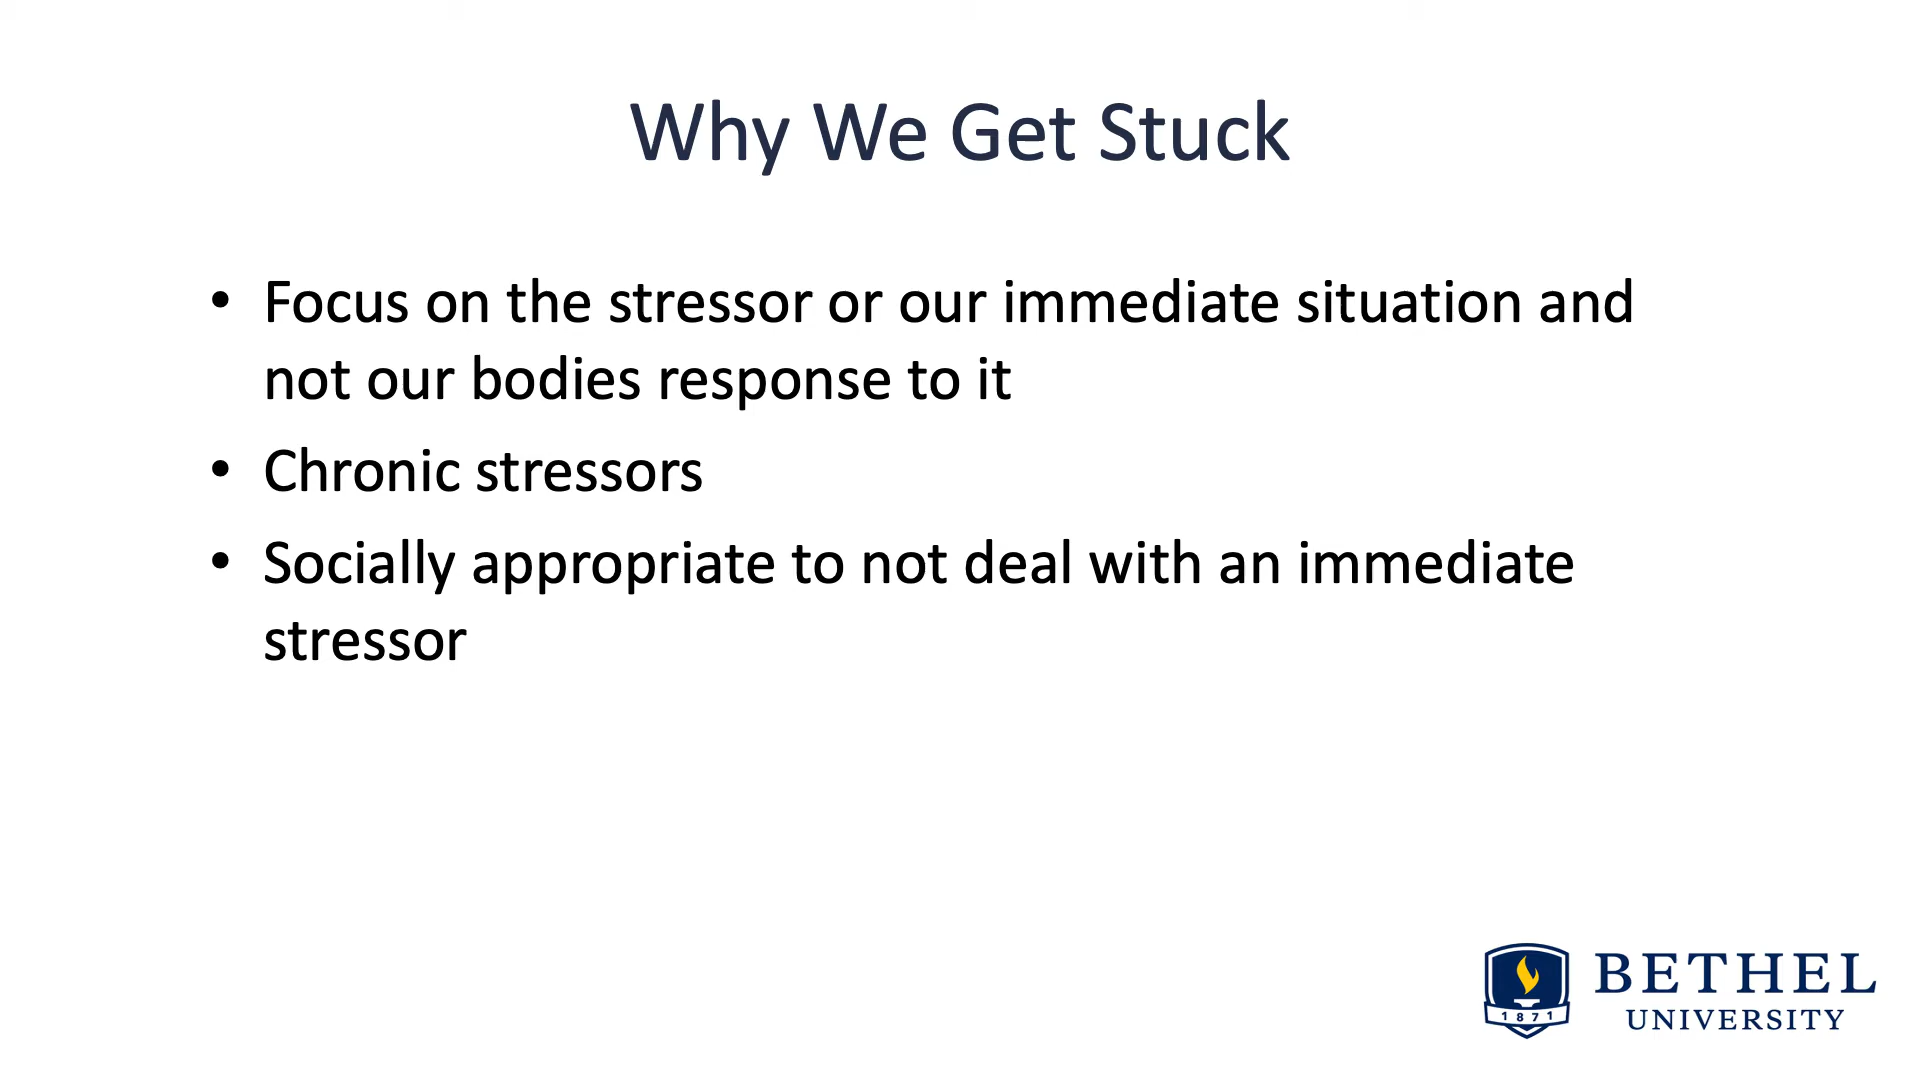 Why We Get Stuck
• Focus on the stressor or our immediate situation and
not our bodies response to it
• Chronic stressors
• Socially appropriate to not deal with an immediate
stressor
1871
BETHEL
UNIVERSITY